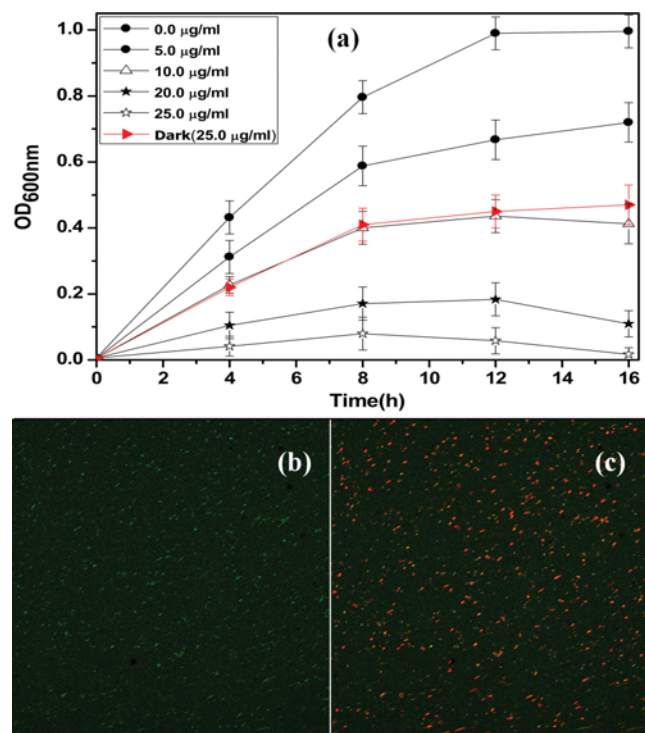 (a)
0.0 μg/ml
5.0 μg/ml
10.0 μg/ml
20.0 μg/ml
25.0 μg/ml
Dark(25.0 μg/ml)
OD600nm
1.0
0.8
0.6
0.4
0.2
0.0
0 2 4 6 8 10 12 14 16
Time(h)
(b) (c)